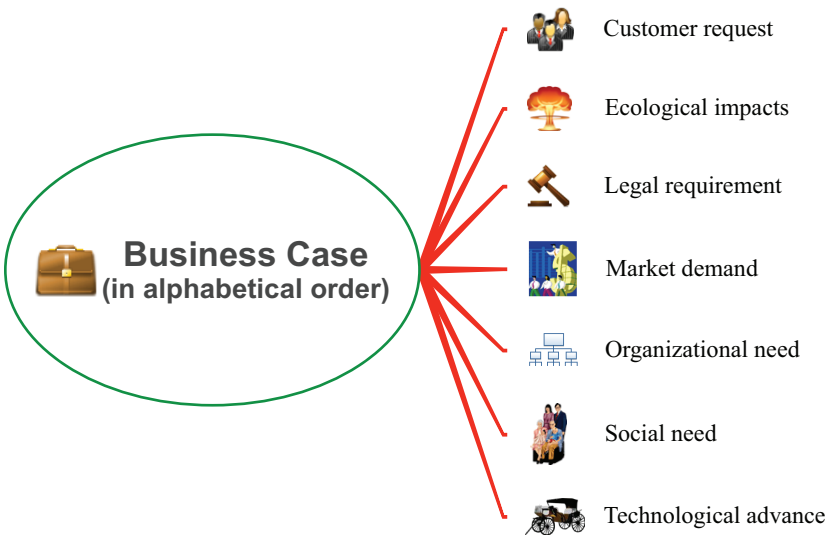 Business Case
(in alphabetical order)
Customer request
Ecological impacts
Legal requirement
Market demand
Organizational need
Social need
Technological advance